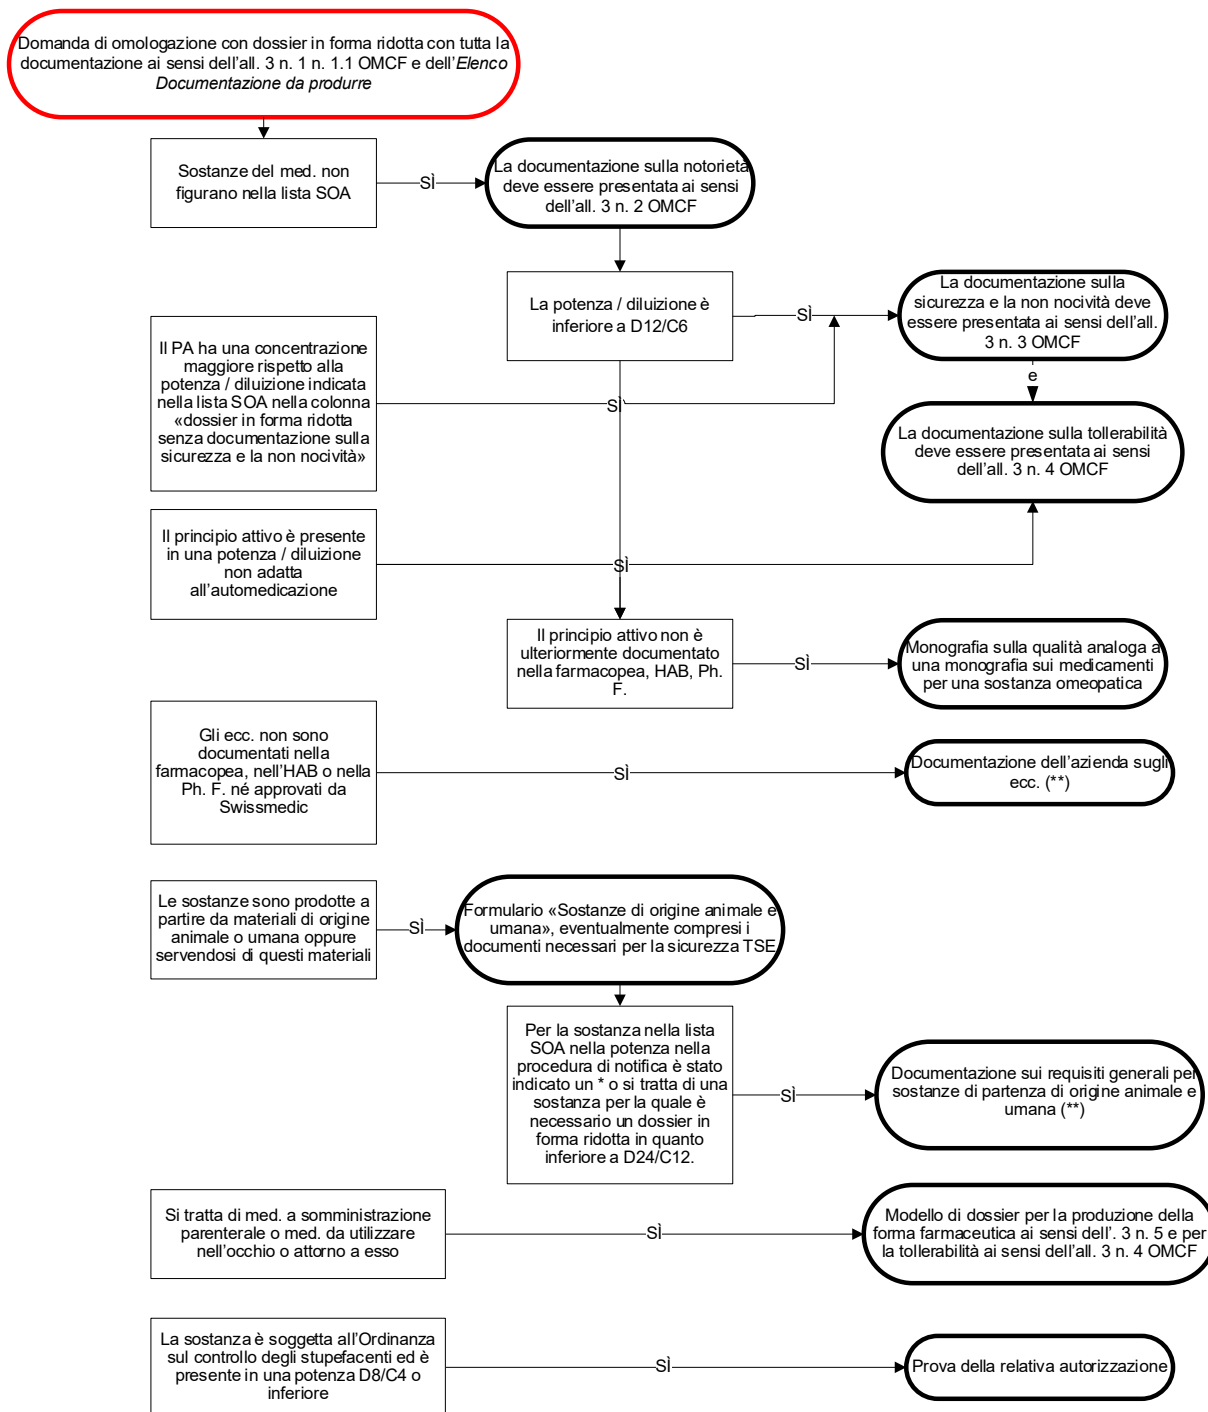 Domanda di omologazione con dossier in forma ridotta con tutta la
documentazione ai sensi dell'all. 3 n. 1 n. 1.1 OMCF e dell'Elenco
Documentazione da produrre
Sostanze del med. non
figurano nella lista SOA
SÌ
La documentazione sulla notorietà
deve essere presentata ai sensi
dell'all. 3 n. 2 OMCF
La potenza / diluizione è
inferiore a D12/C6
SÌ
La documentazione sulla
sicurezza e la non nocività deve
essere presentata ai sensi dell'all.
3 n. 3 OMCF
e
Il PA ha una concentrazione
maggiore rispetto alla
potenza / diluizione indicata
nella lista SOA nella colonna
«dossier in forma ridotta
senza documentazione sulla
sicurezza e la non nocività»
SÌ
La documentazione sulla tollerabilità
deve essere presentata ai sensi
dell'all. 3 n. 4 OMCF
Il principio attivo è presente
in una potenza / diluizione
non adatta
all'automedicazione
SÌ
Il principio attivo non è
ulteriormente documentato
nella farmacopea, HAB, Ph.
F.
SÌ
Monografia sulla qualità analoga a
una monografia sui medicamenti
per una sostanza omeopatica
Gli ecc. non sono
documentati nella
farmacopea, nell'HAB o nella
Ph. F. né approvati da
Swissmedic
SÌ
Documentazione dell'azienda sugli
ecc. (**)
Le sostanze sono prodotte a
partire da materiali di origine
animale o umana oppure
servendosi di questi materiali
SÌ
Formulario «Sostanze di origine animale e
umana», eventualmente compresi i
documenti necessari per la sicurezza TSE
Per la sostanza nella lista
SOA nella potenza nella
procedura di notifica è stato
indicato un * o si tratta di una
sostanza per la quale è
necessario un dossier in
forma ridotta in quanto
inferiore a D24/C12.
SÌ
Documentazione sui requisiti generali per
sostanze di partenza di origine animale e
umana (**)
Si tratta di med. a somministrazione
parenterale o med. da utilizzare
nell'occhio o attorno a esso
SÌ
Modello di dossier per la produzione della
forma farmaceutica ai sensi dell'. 3 n. 5 e per
la tollerabilità ai sensi dell'all. 3 n. 4 OMCF
La sostanza è soggetta all'Ordinanza
sul controllo degli stupefacenti ed è
presente in una potenza D8/C4 o
inferiore
SÌ
Prova della relativa autorizzazione